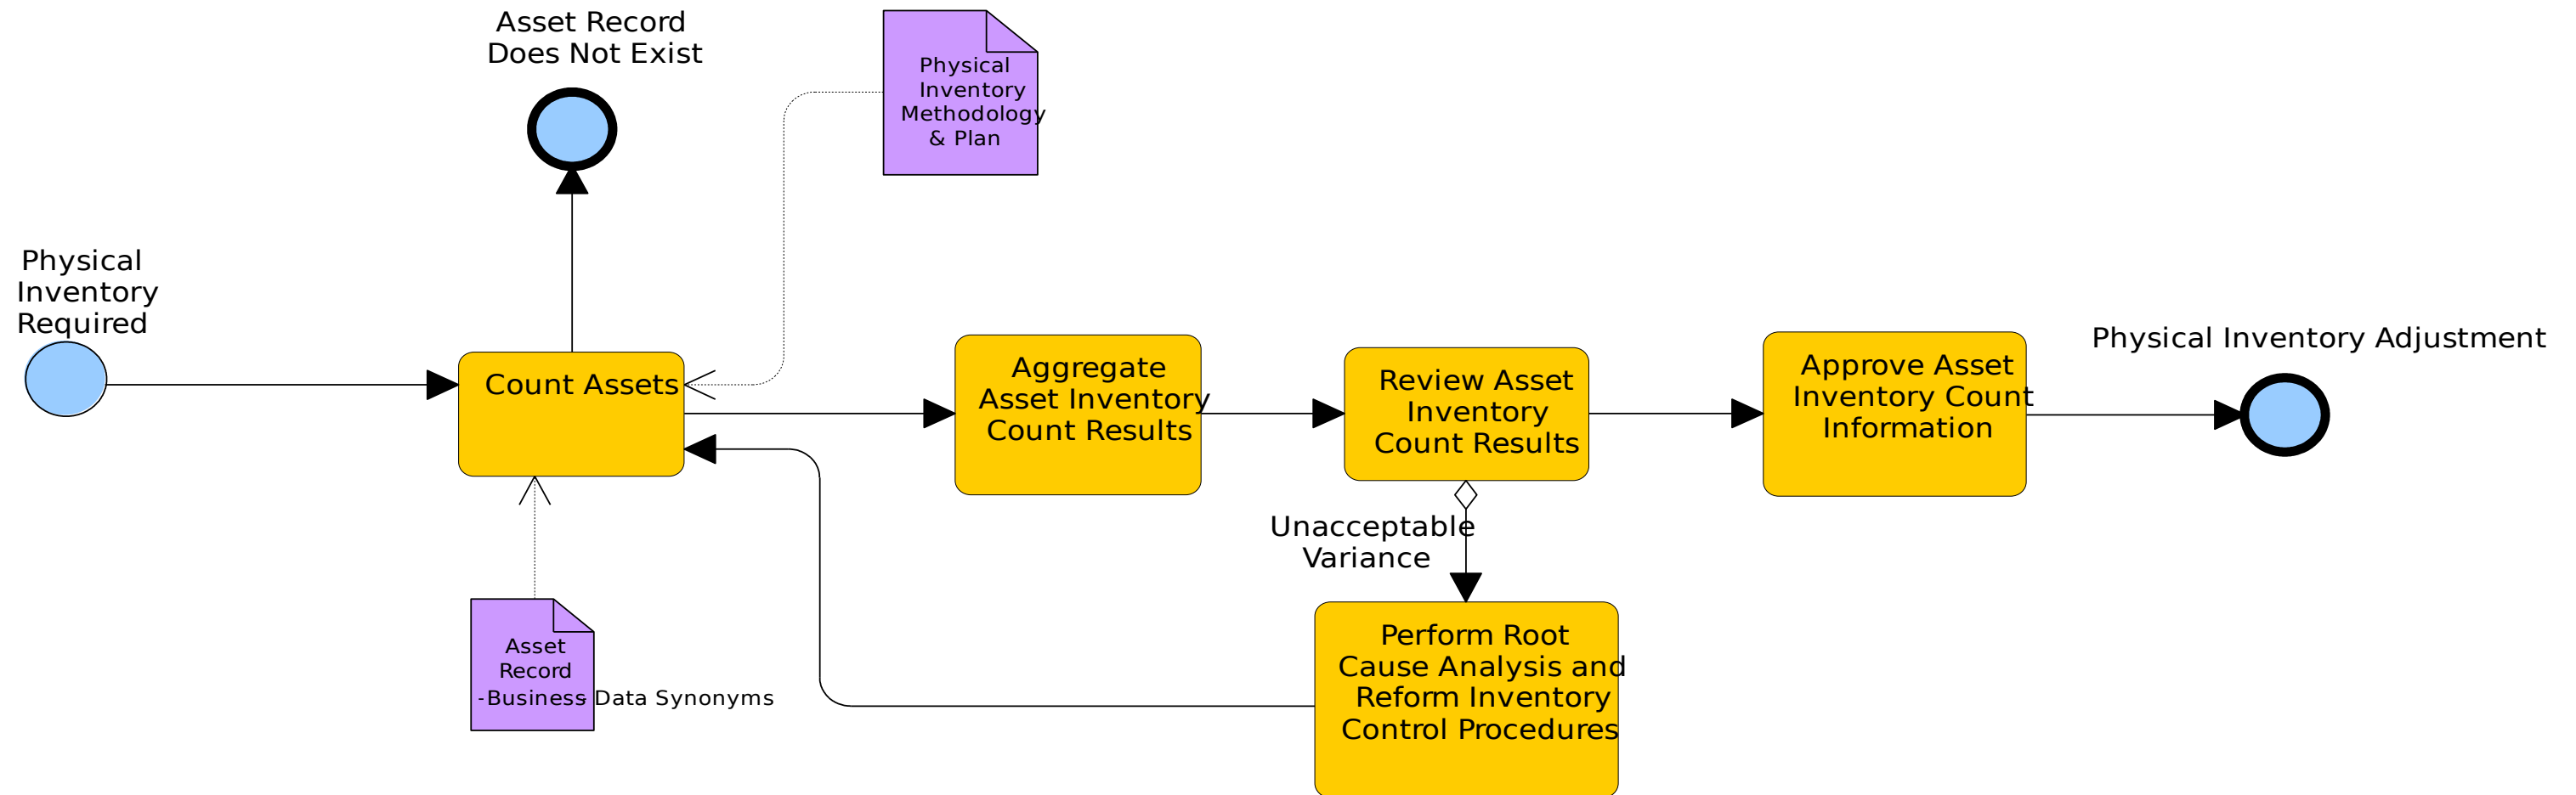 Asset Record
Does Not Exist
Physical
Inventory
Methodology
& Plan
Physical
Inventory
Required
Count Assets
Aggregate
Asset Inventory
Count Results
Review Asset
Inventory
Count Results
Approve Asset
Inventory Count
Information
Physical Inventory Adjustment
Unacceptable
Variance
Asset
Record
-Business- Data Synonyms
Perform Root
Cause Analysis and
Reform Inventory
Control Procedures